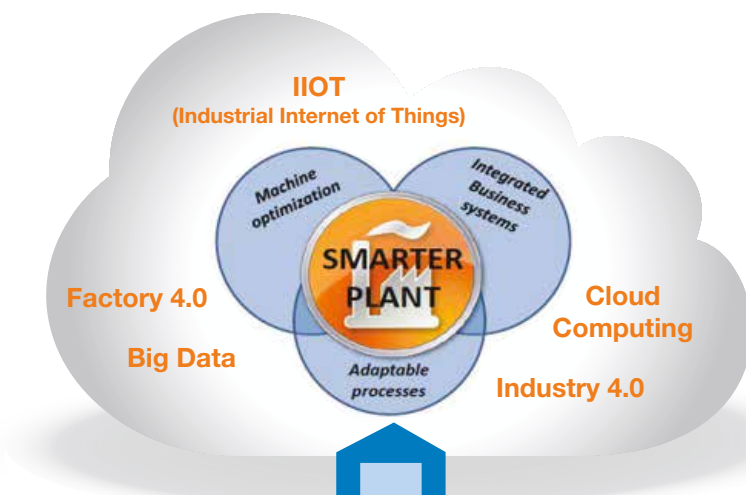 IIOT
(Industrial Internet of Things)
Machine
optimization
Integrated
Business
systems
SMARTER
PLANT
Factory 4.0
Cloud
Computing
Big Data
Adaptable
processes
Industry 4.0